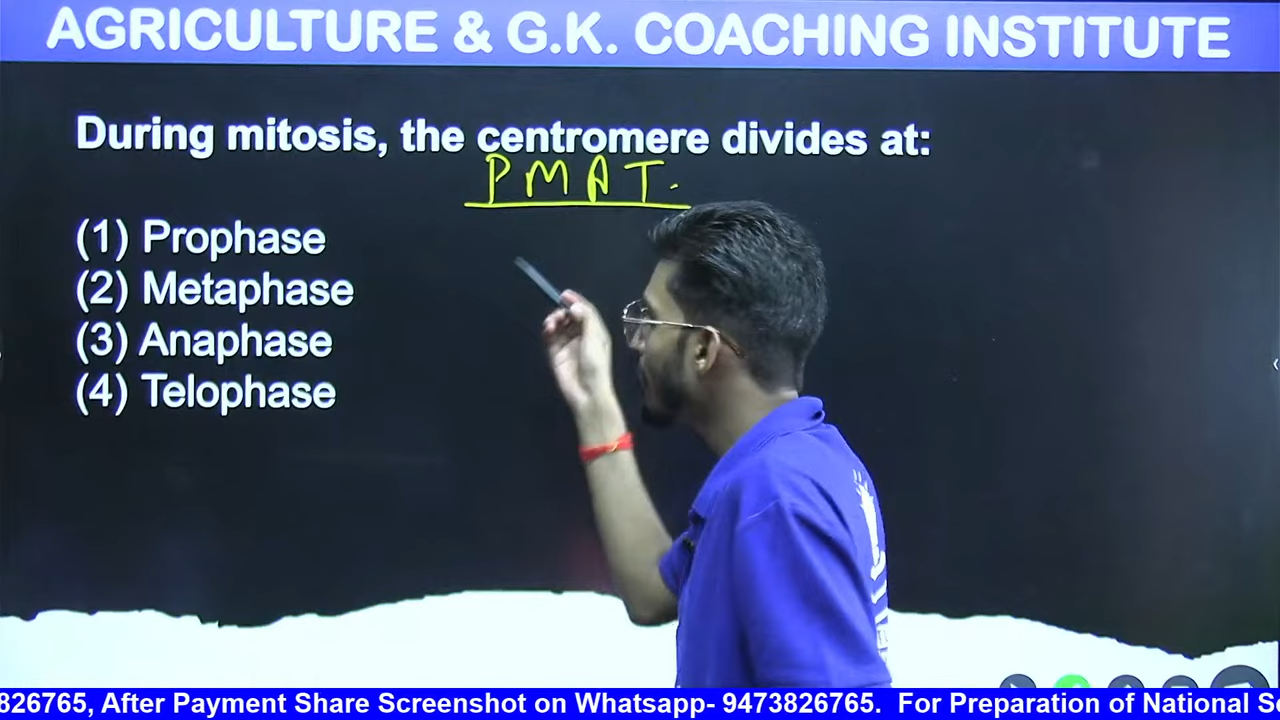 AGRICULTURE & G.K. COACHING INSTITUTE
During mitosis, the centromere divides at:
PMAT.
(1) Prophase
(2) Metaphase
(3) Anaphase
(4) Telophase
826765, After Payment Share Screenshot on Whatsapp- 9473826765. For Preparation of National S